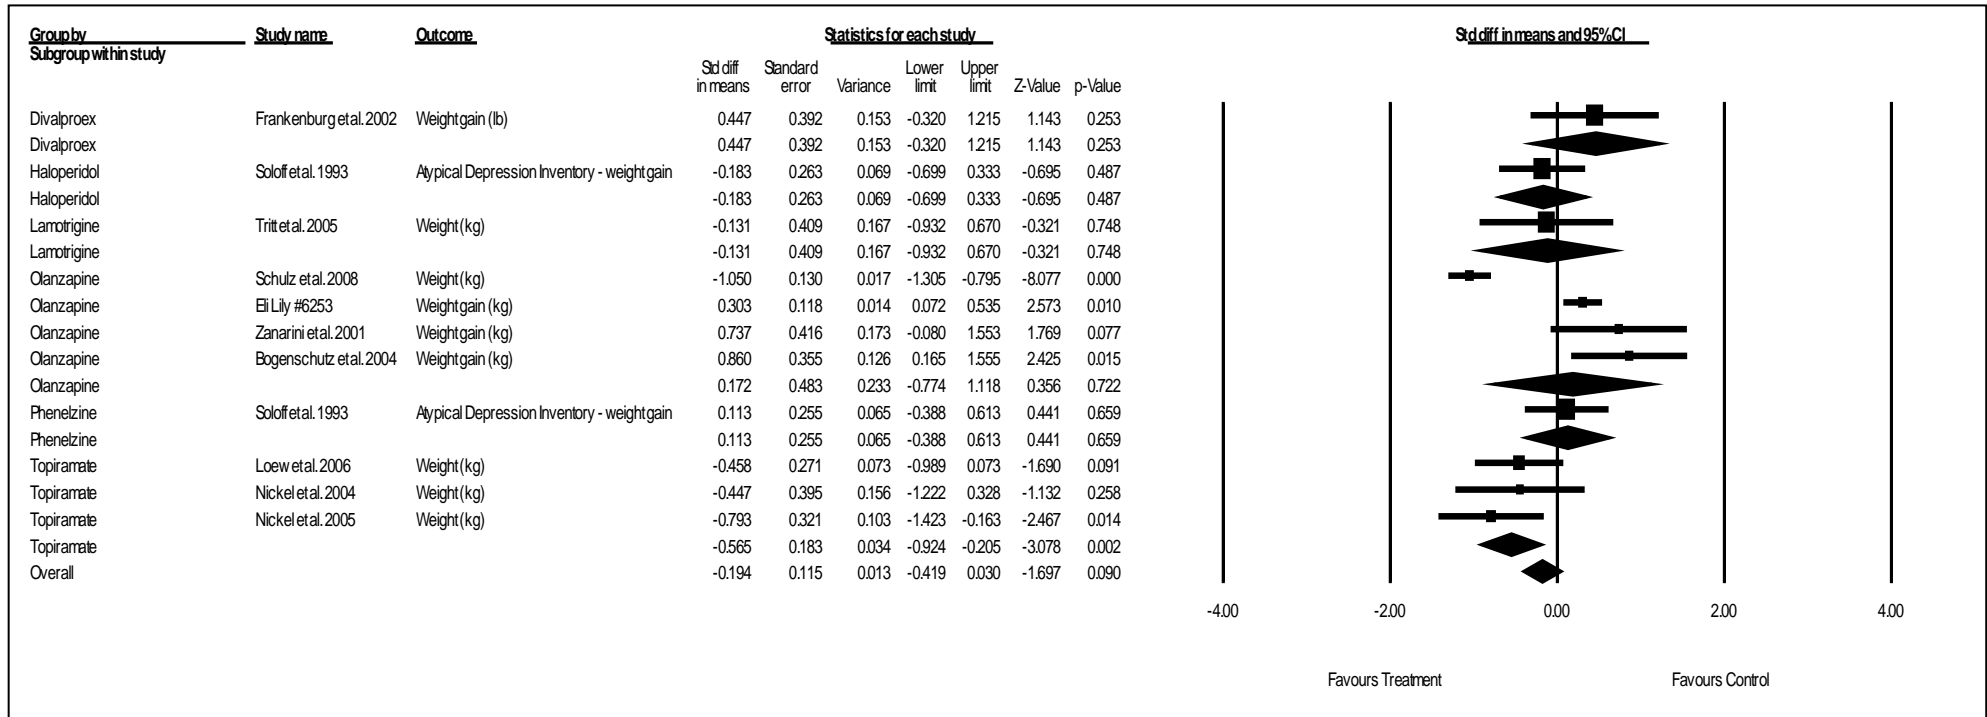 Group by Study name Outcome Statistics for each study Std diff in means and 95% CI
Subgroup within study
Std diff Standard Lower Upper
in means error Variance limit limit Z-Value p-Value
Divalproex Frankenburg et al. 2002 Weight gain (lb) 0.447 0.392 0.153 -0.320 1.215 1.143 0.253
Divalproex 0.447 0.392 0.153 -0.320 1.215 1.143 0.253
Haloperidol Soloff et al. 1993 Atypical Depression Inventory - weight gain -0.183 0.263 0.069 -0.699 0.333 -0.695 0.487
Haloperidol -0.183 0.263 0.069 -0.699 0.333 -0.695 0.487
Lamotrigine Tritt et al. 2005 Weight (kg) -0.131 0.409 0.167 -0.932 0.670 -0.321 0.748
Lamotrigine -0.131 0.409 0.167 -0.932 0.670 -0.321 0.748
Olanzapine Schulz et al. 2008 Weight (kg) -1.050 0.130 0.017 -1.305 -0.795 -8.077 0.000
Olanzapine Eli Lily #6253 Weight gain (kg) 0.303 0.118 0.014 0.072 0.535 2.573 0.010
Olanzapine Zanarini et al. 2001 Weight gain (kg) 0.737 0.416 0.173 -0.080 1.553 1.769 0.077
Olanzapine Bogenschutz et al. 2004 Weight gain (kg) 0.860 0.355 0.126 0.165 1.555 2.425 0.015
Olanzapine 0.172 0.483 0.233 -0.774 1.118 0.356 0.722
Phenelzine Soloff et al. 1993 Atypical Depression Inventory - weight gain 0.113 0.255 0.065 -0.388 0.613 0.441 0.659
Phenelzine 0.113 0.255 0.065 -0.388 0.613 0.441 0.659
Topiramate Loew et al. 2006 Weight (kg) -0.458 0.271 0.073 -0.989 0.073 -1.690 0.091
Topiramate Nickel et al. 2004 Weight (kg) -0.447 0.395 0.156 -1.222 0.328 -1.132 0.258
Topiramate Nickel et al. 2005 Weight (kg) -0.793 0.321 0.103 -1.423 -0.163 -2.467 0.014
Topiramate -0.565 0.183 0.034 -0.924 -0.205 -3.078 0.002
Overall -0.194 0.115 0.013 -0.419 0.030 -1.697 0.090
-4.00 -2.00 0.00 2.00 4.00
Favours Treatment Favours Control